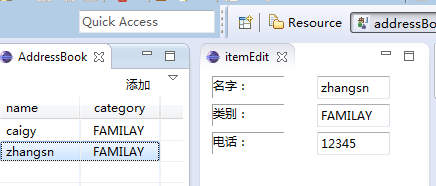 Quick Access
Resource
addressBo
AddressBook
itemEdit
添加
name category
caigy FAMILAY
zhangsn FAMILAY
名字： zhangsn
类别： FAMILAY
电话： 12345